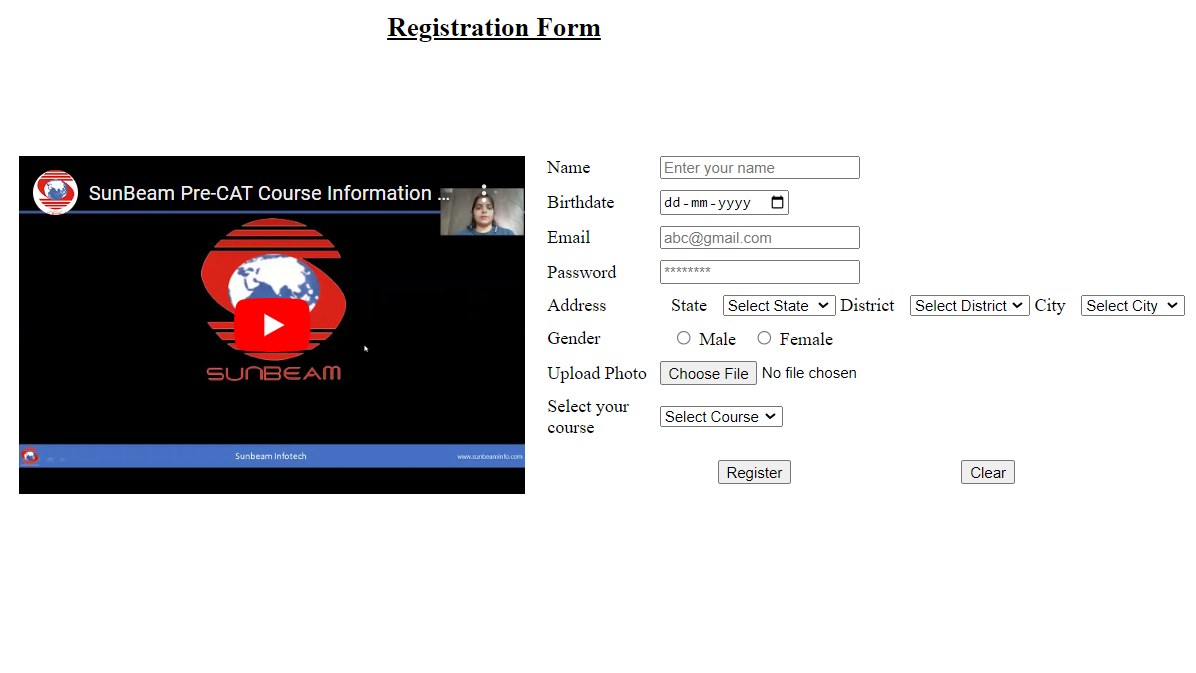 Registration Form
SunBeam Pre-CAT Course Information ...
SUNBEAM
Sunbeam Infotech
www.sunbeaminfo.com
Name Enter your name
Birthdate dd-mm-yyyy
Email abc@gmail.com
Password ********
Address State Select State District Select District City Select City
Gender Male Female
Upload Photo Choose File No file chosen
Select your
course Select Course
Register Clear